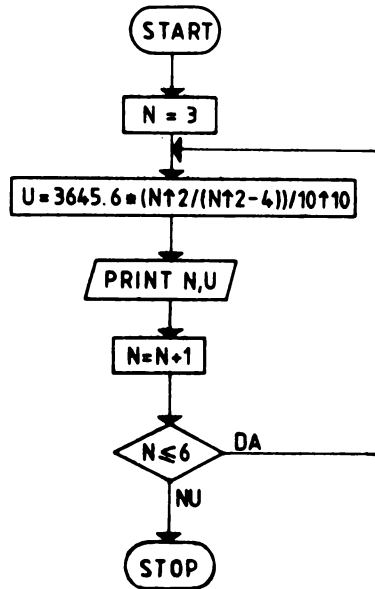 START
N = 3
U=3645.6*(N↑2/(N↑2-4))/10↑10
PRINT N,U
N=N+1
N≤6
DA
NU
STOP